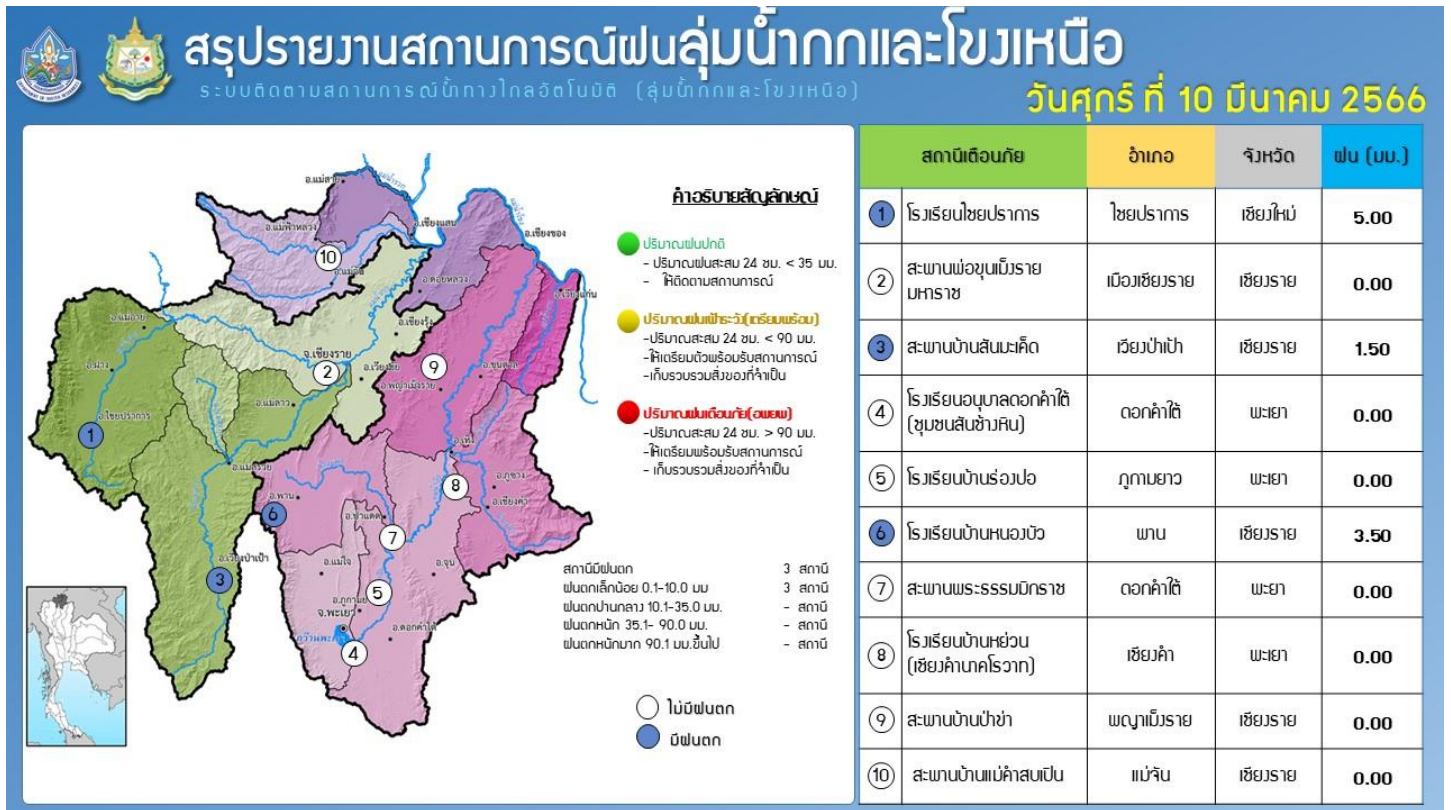 สรุปรายงานสถานการณ์ฝนลุ่มน้ำกกและโขงเหนือ
ระบบติดตามสถานการณ์น้ำทางไกลอัตโนมัติ (ลุ่มน้ำกกและโขงเหนือ)
วันศุกร์ ที่ 10 มีนาคม 2566
อ.แม่สาย
อ.แม่ฟ้าหลวง
อ.เชียงแสน
อ.เชียงของ
10
อ.แม่จัน
อ.ดอยหลวง
อ.เวียงแก่น
อ.แม่อาย
อ.เชียงรุ้ง
จ.เชียงราย
2
อ.เวียงชัย
9
อ.พญาเม็งราย
อ.ขุนตาล
อ.ฝาง
อ.ไชยปราการ
1
อ.แม่ลาว
อ.เทิง
อ.แม่สรวย
8
อ.ภูซาง
อ.เชียงคำ
อ.พาน
6
อ.ป่าแดด
7
อ.เวียงป่าเป้า
3
อ.แม่ใจ
อ.จุน
5
จ.พะเยา
อ.ดอกคำใต้
4
คำอธิบายสัญลักษณ์
ปริมาณฝนปกติ
- ปริมาณฝนสะสม 24 ชม. < 35 มม.
- ให้ติดตามสถานการณ์
ปริมาณฝนเฝ้าระวัง(เตรียมพร้อม)
-ปริมาณสะสม 24 ชม. < 90 มม.
-ให้เตรียมตัวพร้อมรับสถานการณ์
-เก็บรวบรวมสิ่งของที่จำเป็น
ปริมาณฝนเตือนภัย(อพยพ)
-ปริมาณสะสม 24 ชม. > 90 มม.
-ให้เตรียมพร้อมรับสถานการณ์
- เก็บรวบรวมสิ่งของที่จำเป็น
สถานีมีฝนตก 3 สถานี
ฝนตกเล็กน้อย 0.1-10.0 มม 3 สถานี
ฝนตกปานกลาง 10.1-35.0 มม. - สถานี
ฝนตกหนัก 35.1- 90.0 มม. - สถานี
ฝนตกหนักมาก 90.1 มม.ขึ้นไป - สถานี
ไม่มีฝนตก
มีฝนตก
สถานีเตือนภัย อำเภอ จังหวัด ฝน (มม.)
1 โรงเรียนไชยปราการ ไชยปราการ เชียงใหม่ 5.00
2 สะพานพ่อขุนเม็งราย
มหาราช เมืองเชียงราย เชียงราย 0.00
3 สะพานบ้านสันมะเค็ด เวียงป่าเป้า เชียงราย 1.50
4 โรงเรียนอนุบาลดอกคำใต้
(ชุมชนสันช้างหิน) ดอกคำใต้ พะเยา 0.00
5 โรงเรียนบ้านร่องปอ ภูกามยาว พะเยา 0.00
6 โรงเรียนบ้านหนองบัว พาน เชียงราย 3.50
7 สะพานพระธรรมมิกราช ดอกคำใต้ พะเยา 0.00
8 โรงเรียนบ้านหย่วน
(เชียงคำนาคโรวาท) เชียงคำ พะเยา 0.00
9 สะพานบ้านป่าข่า พญาเม็งราย เชียงราย 0.00
10 สะพานบ้านแม่คำสบเปิน แม่จัน เชียงราย 0.00